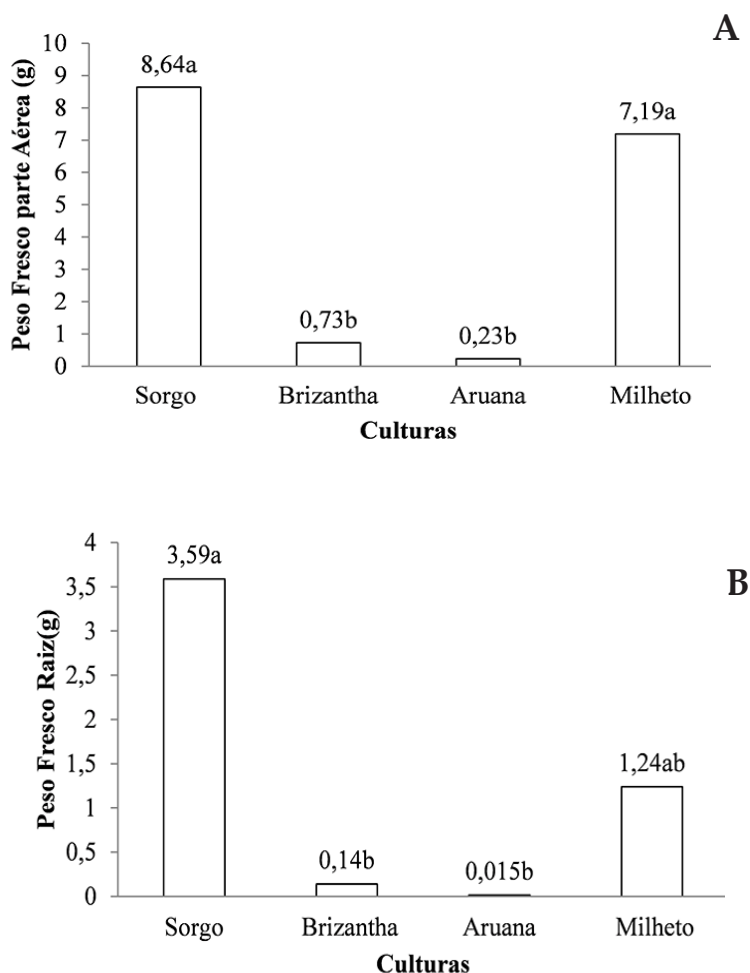 A
Peso Fresco parte Aérea (g)
10
9
8
7
6
5
4
3
2
1
0
8,64a
0,73b
0,23b
7,19a
Sorgo Brizantha Aruana Milheto
Culturas
B
Peso Fresco Raiz(g)
4
3,5
3
2,5
2
1,5
1
0,5
0
3,59a
0,14b
0,015b
1,24ab
Sorgo Brizantha Aruana Milheto
Culturas